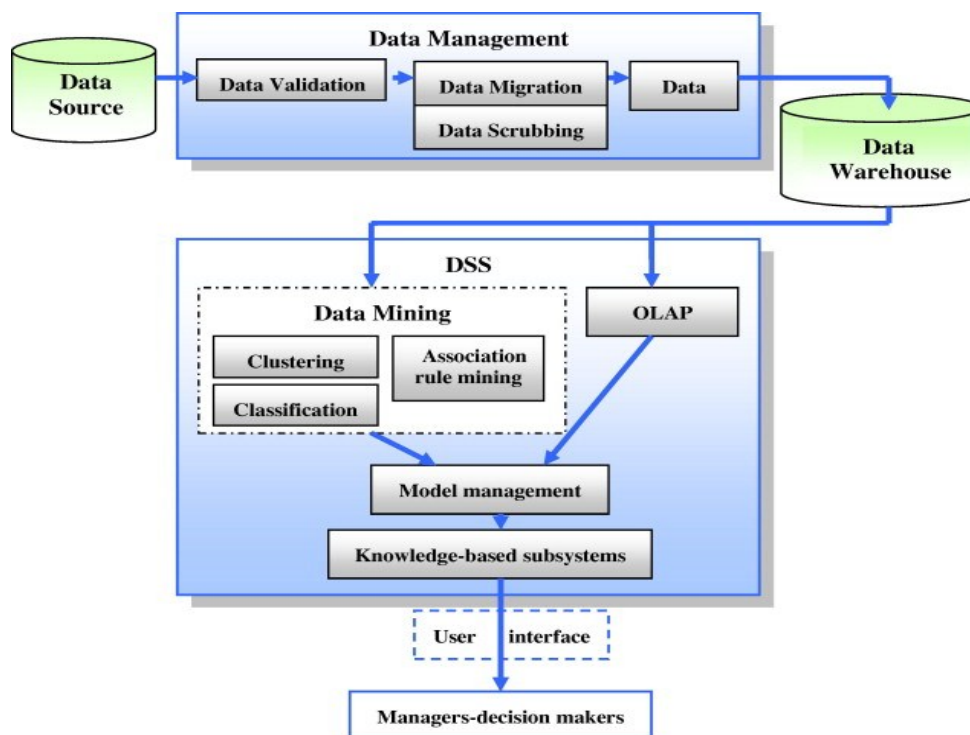 Data Management
Data
Source
Data Validation
Data Migration
Data
Data Scrubbing
Data
Warehouse
DSS
Data Mining
OLAP
Clustering
Association
rule mining
Classification
Model management
Knowledge-based subsystems
User interface
Managers-decision makers